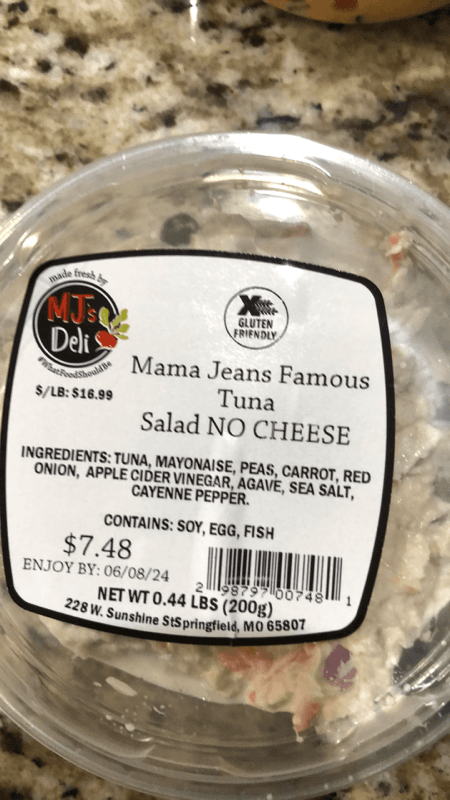 made fresh by
MJ's
Deli
#WhatFoodShouldBe
GLUTEN
FRIENDLY
$/LB: $16.99
Mama Jeans Famous
Tuna
Salad NO CHEESE
INGREDIENTS: TUNA, MAYONAISE, PEAS, CARROT, RED
ONION, APPLE CIDER VINEGAR, AGAVE, SEA SALT,
CAYENNE PEPPER.
CONTAINS: SOY, EGG, FISH
$7.48
ENJOY BY: 06/08/24
2 98797 00748 1
NET WT 0.44 LBS (200g)
228 W. Sunshine StSpringfield, MO 65807